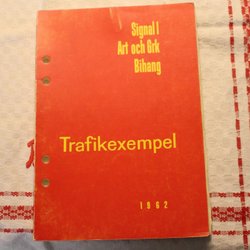 Signal I
Art och Ork
Bihang
Trafikexempel
1962